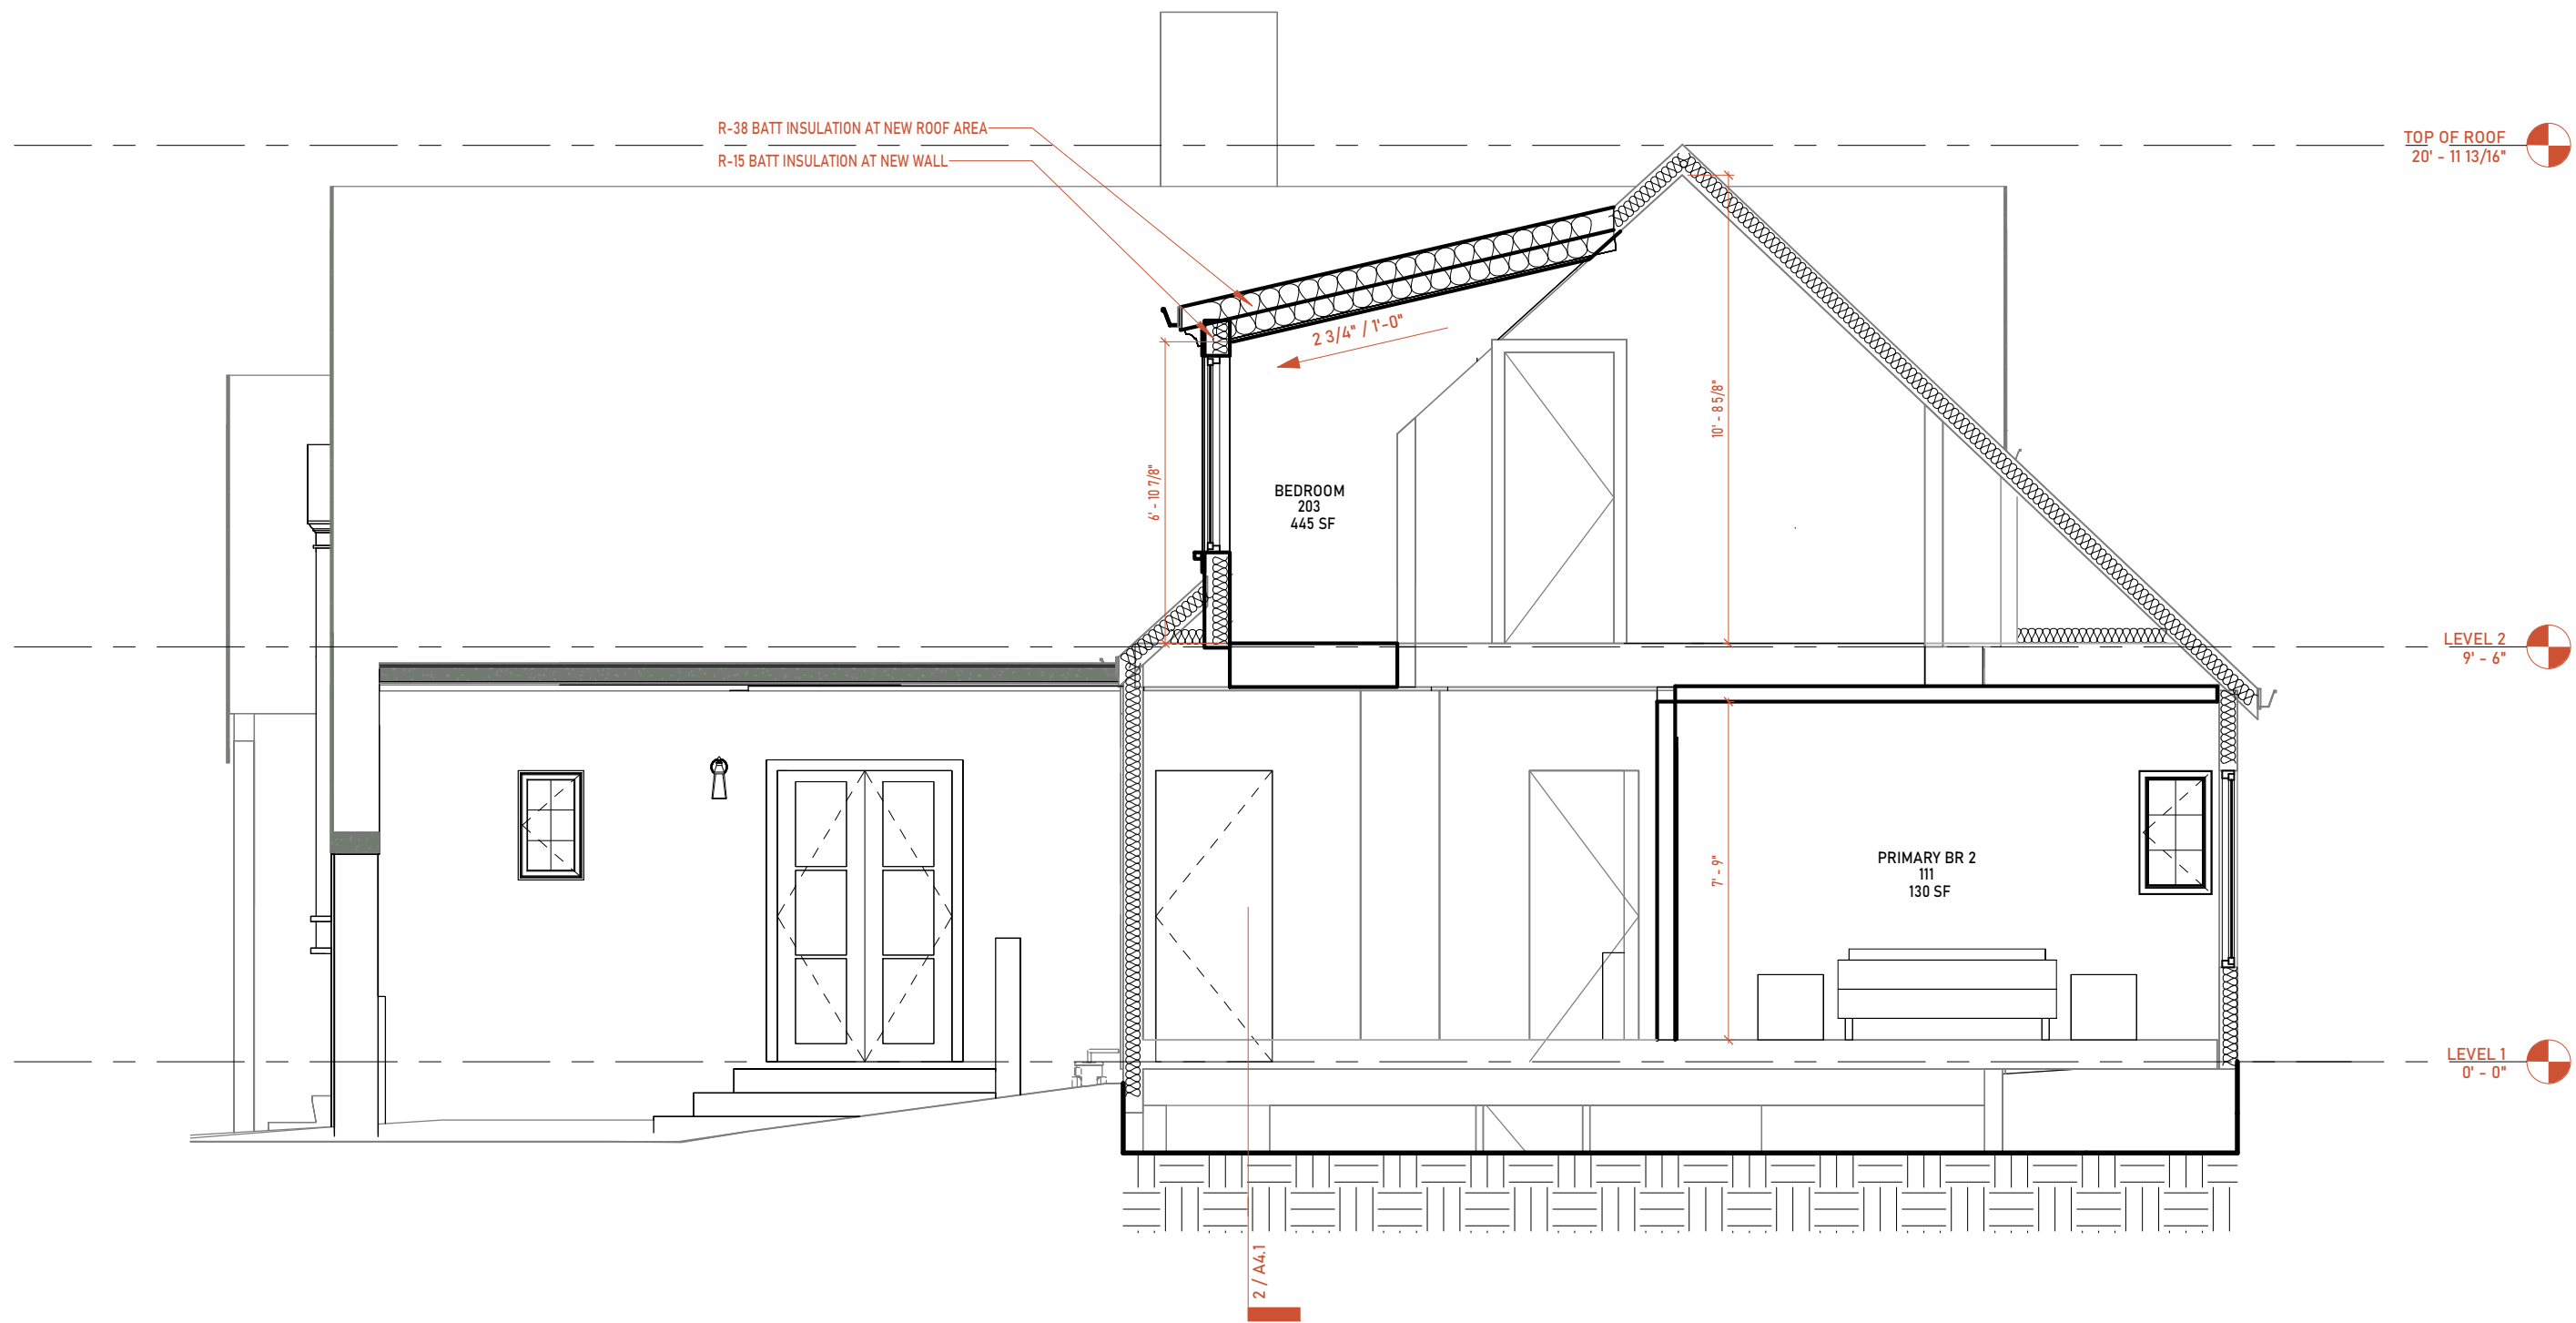 R-38 BATT INSULATION AT NEW ROOF AREA
R-15 BATT INSULATION AT NEW WALL
TOP OF ROOF
20' - 11 13/16"
2 3/4" / 1'-0"
10' - 8 5/8"
6' - 10 7/8"
BEDROOM
203
445 SF
LEVEL 2
9' - 6"
7' - 9"
PRIMARY BR 2
111
130 SF
LEVEL 1
0' - 0"
2 / A4.1